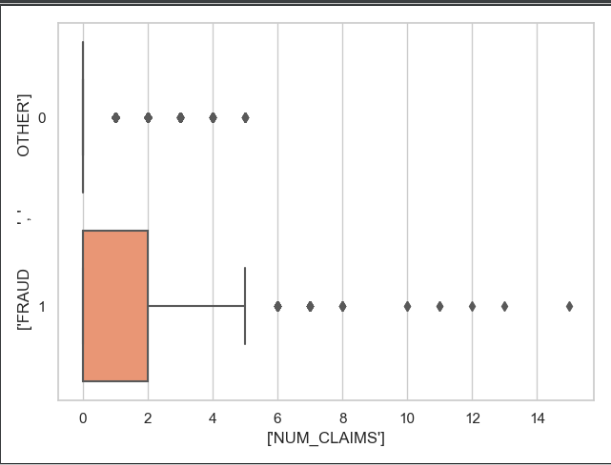 OTHER']
0
' '
,
['FRAUD
1
0 2 4 6 8 10 12 14
['NUM_CLAIMS']